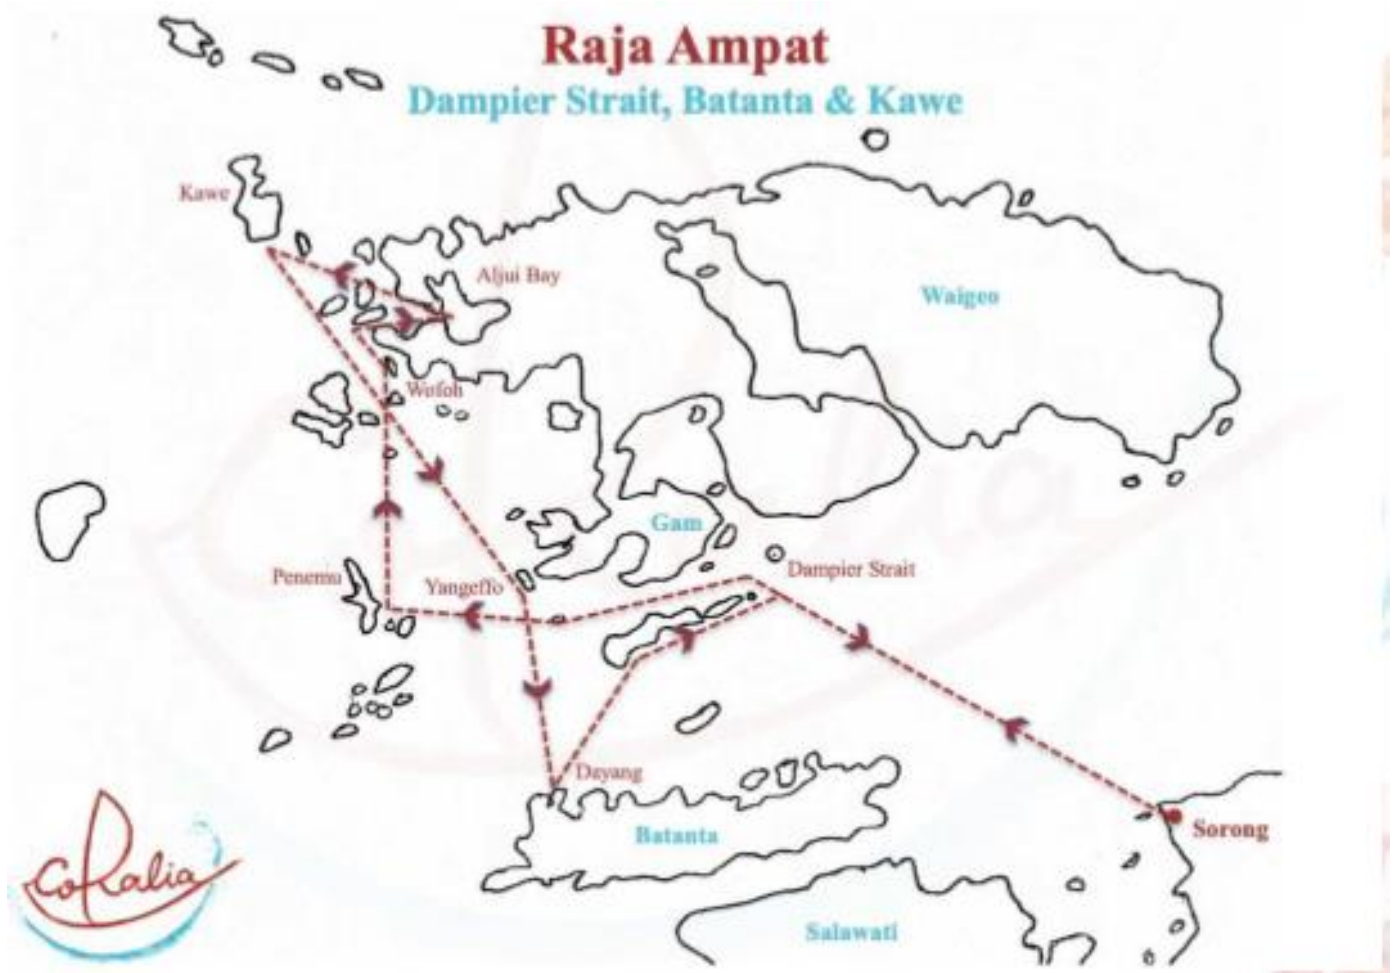 Raja Ampat
Dampier Strait, Batanta & Kawe
Kawe
Aljui Bay
Waigeo
Wofoh
Gam
Dampier Strait
Penemu
Yangeffo
Dayang
Batanta
Sorong
Salawati
coRalia